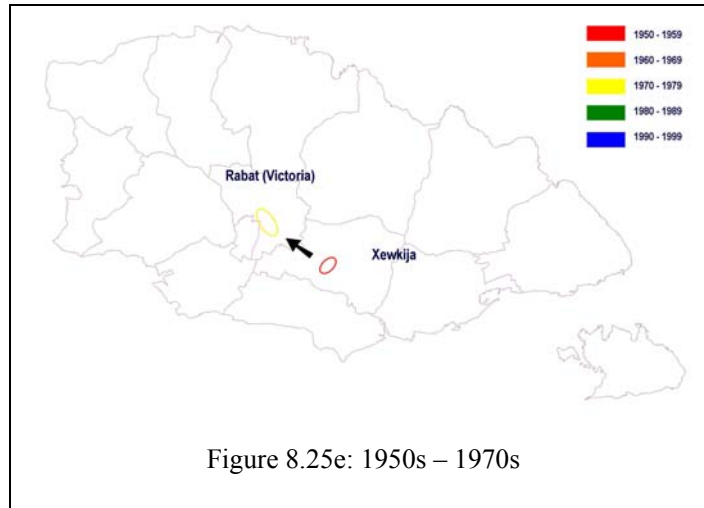 1950 - 1959
1960 - 1969
1970 - 1979
1980 - 1989
1990 - 1999
Rabat (Victoria)
Xewkija
Figure 8.25e: 1950s – 1970s